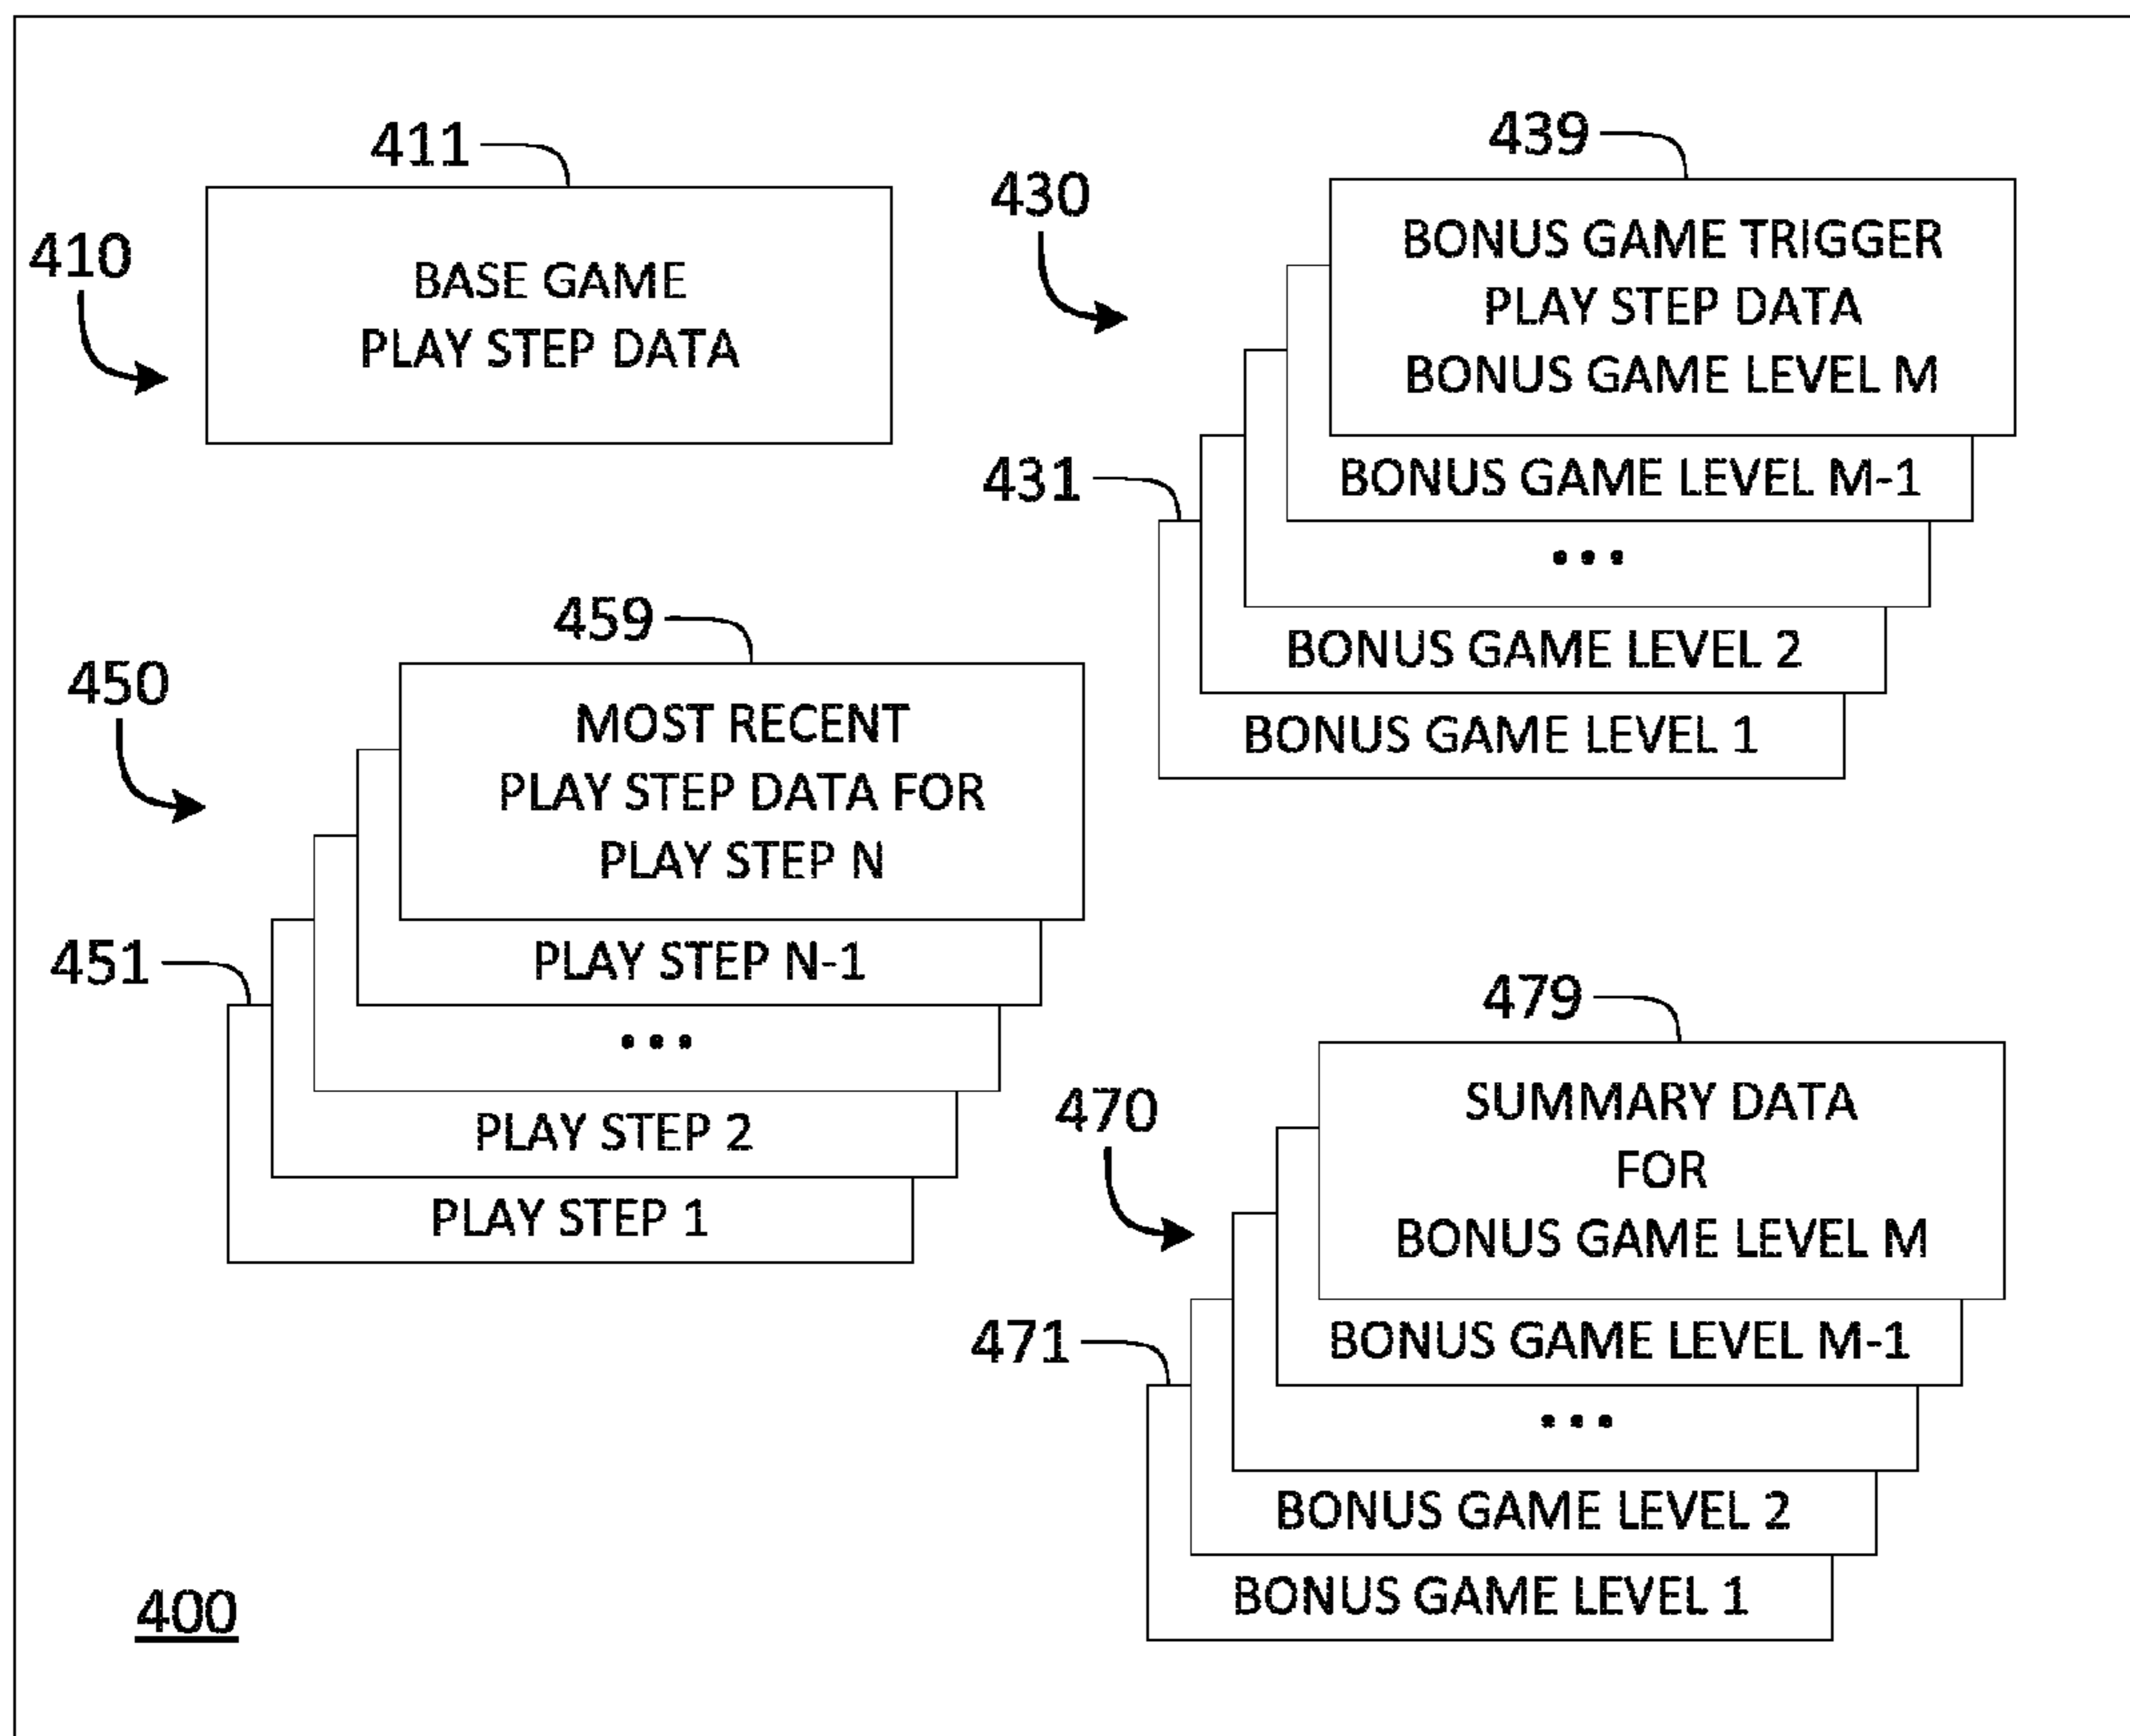 411
410
BASE GAME
PLAY STEP DATA
439
430
BONUS GAME TRIGGER
PLAY STEP DATA
BONUS GAME LEVEL M
431
BONUS GAME LEVEL M-1
•••
BONUS GAME LEVEL 2
BONUS GAME LEVEL 1
459
450
MOST RECENT
PLAY STEP DATA FOR
PLAY STEP N
451
PLAY STEP N-1
•••
PLAY STEP 2
PLAY STEP 1
479
470
SUMMARY DATA
FOR
BONUS GAME LEVEL M
471
BONUS GAME LEVEL M-1
•••
BONUS GAME LEVEL 2
BONUS GAME LEVEL 1
400